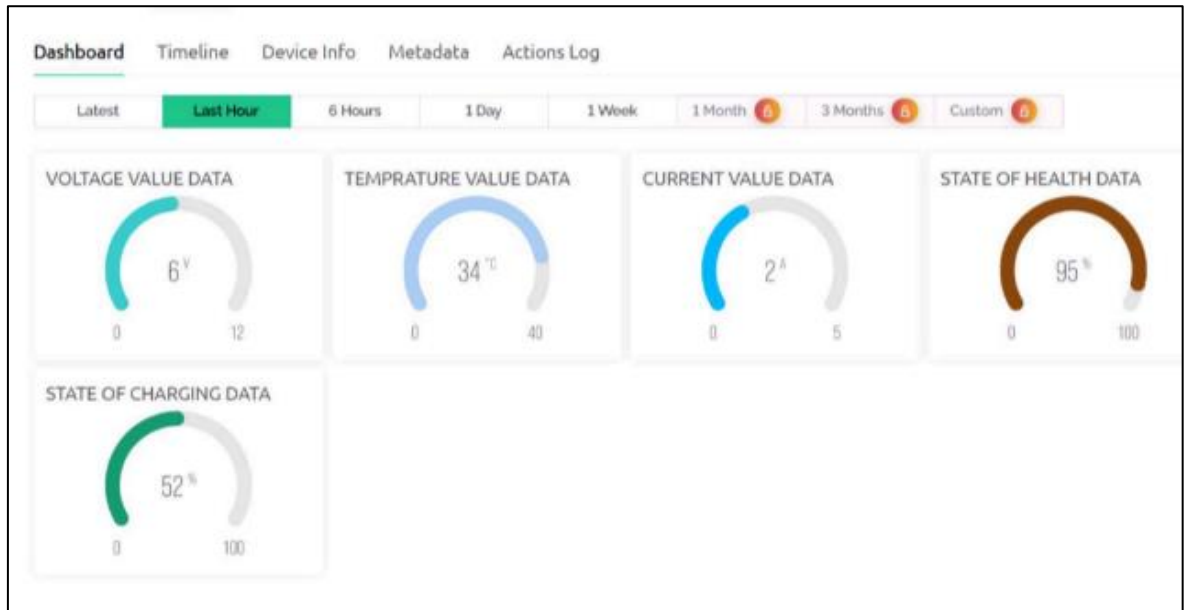 Dashboard Timeline Device Info Metadata Actions Log
Latest Last Hour 6 Hours 1 Day 1 Week 1 Month 3 Months Custom
VOLTAGE VALUE DATA TEMPRATURE VALUE DATA CURRENT VALUE DATA STATE OF HEALTH DATA
6 V 34 °C 2 A 95 %
0 12 0 40 0 5 0 100
STATE OF CHARGING DATA
52 %
0 100